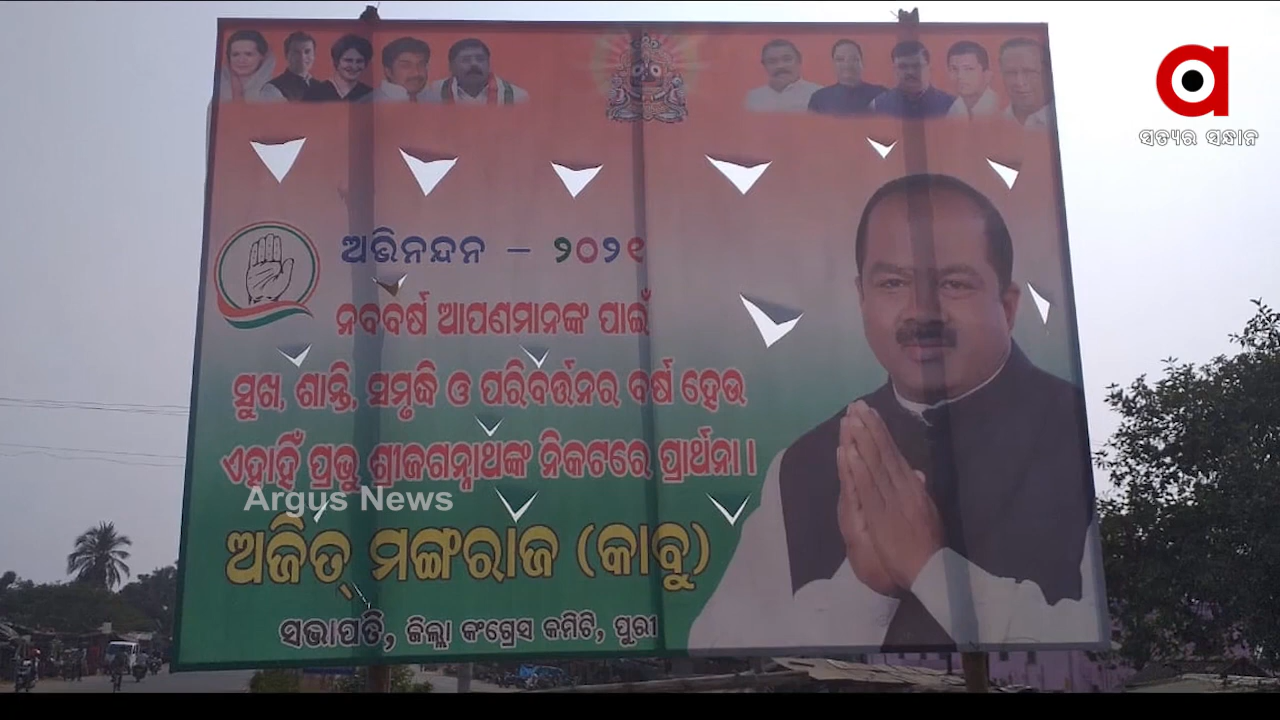 ସତ୍ୟର ସନ୍ଧାନ
ଅଭିନନ୍ଦନ – ୨୦୨୧
ନବବର୍ଷ ଆପଣମାନଙ୍କ ପାଇଁ
ସୁଖ, ଶାନ୍ତି, ସମୃଦ୍ଧି ଓ ପରିବର୍ତ୍ତନର ବର୍ଷ ହେଉ
ଏହାହିଁ ପ୍ରଭୁ ଶ୍ରୀଜଗନ୍ନାଥଙ୍କ ନିକଟରେ ପ୍ରାର୍ଥନା ।
Argus News
ଅଜିତ୍ ମଙ୍ଗରାଜ (କାବୁ)
ସଭାପତି, ଜିଲ୍ଲା କଂଗ୍ରେସ କମିଟି, ପୁରୀ